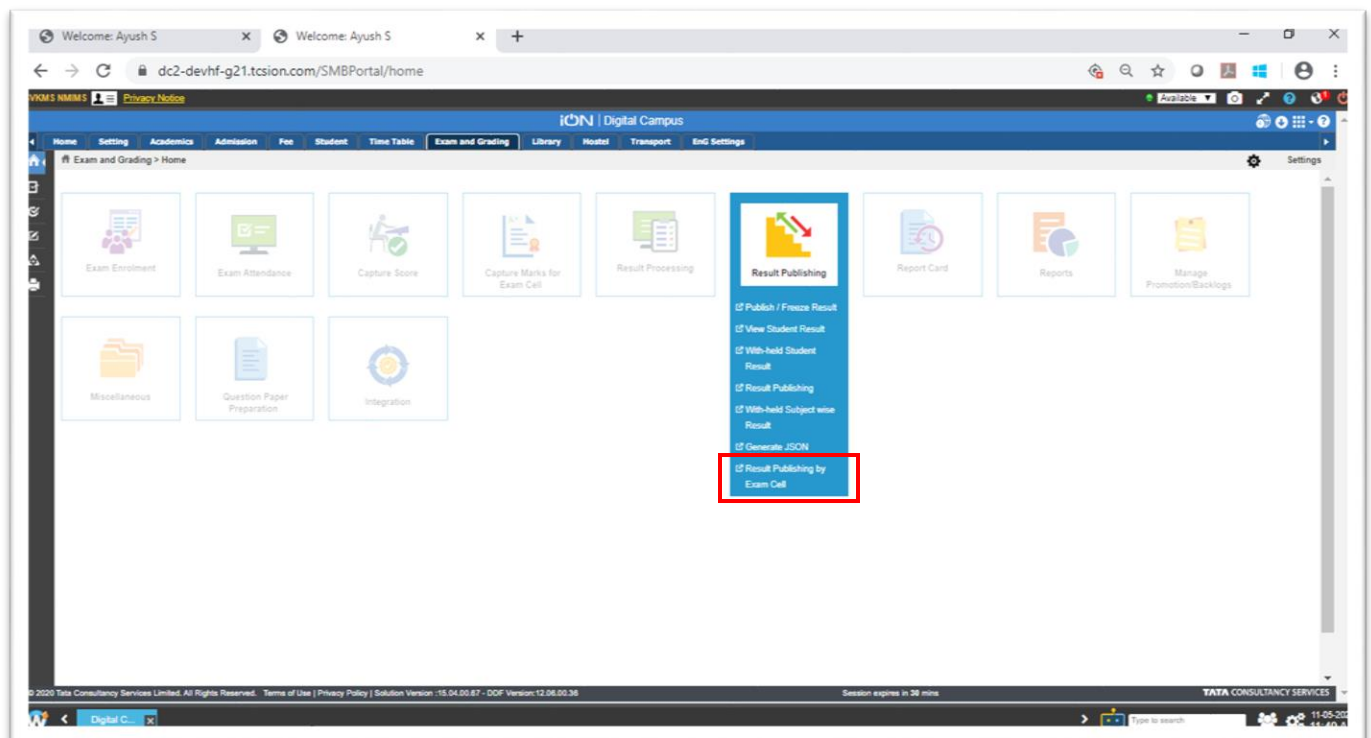 Welcome: Ayush S
Welcome: Ayush S
dc2-devhf-g21.tcsion.com/SMBPortal/home
SVKMS NMIMS Privacy Notice Available
iON | Digital Campus
Home Setting Academics Admission Fee Student Time Table Exam and Grading Library Hostel Transport EnG Settings
Exam and Grading > Home Settings
Exam Enrolment
Exam Attendance
Capture Score
Capture Marks for
Exam Cell
Result Processing
Result Publishing
Report Card
Reports
Manage
Promotion/Backlogs
Publish / Freeze Result
View Student Result
With-held Student
Result
Result Publishing
With-held Subject wise
Result
Generate JSON
Result Publishing by
Exam Cell
Miscellaneous
Question Paper
Preparation
Integration
© 2020 Tata Consultancy Services Limited. All Rights Reserved. Terms of Use | Privacy Policy | Solution Version :15.04.00.67 - DDF Version:12.06.00.36 Session expires in 38 mins TATA CONSULTANCY SERVICES
Digital C... Type to search 11-05-202